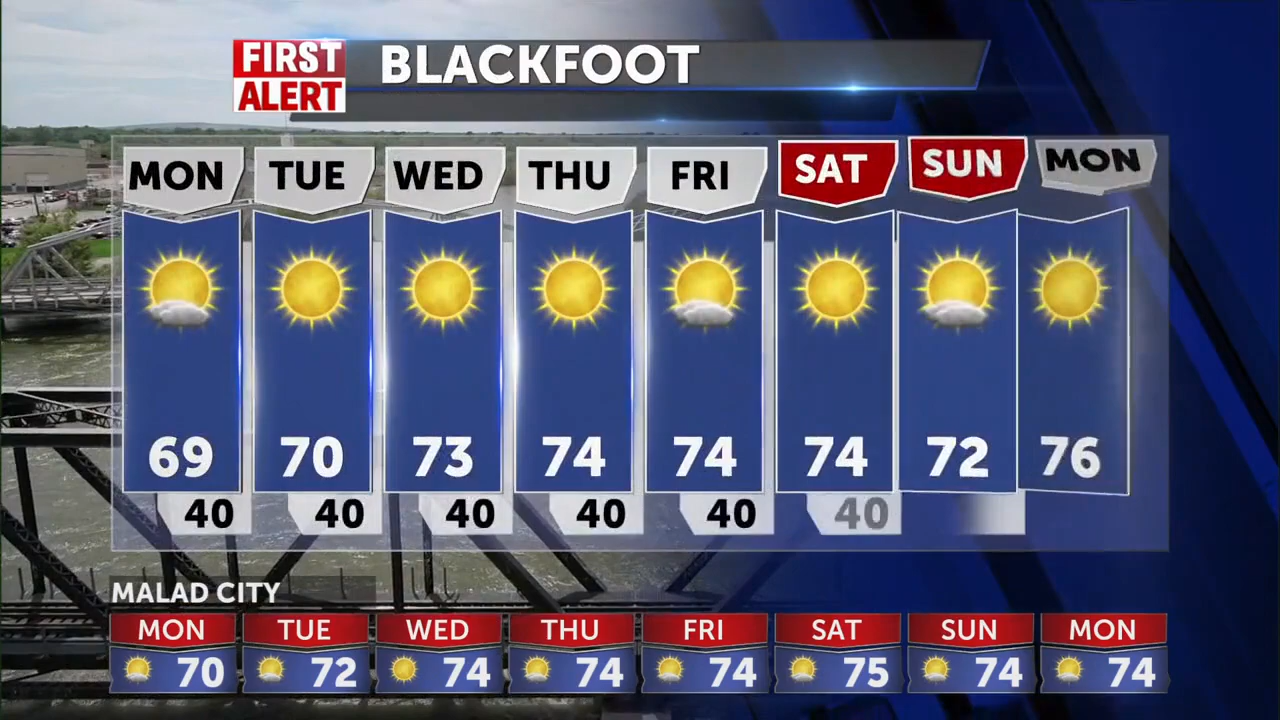 FIRST
ALERT
BLACKFOOT
MON TUE WED THU FRI SAT SUN MON
69 70 73 74 74 74 72 76
40 40 40 40 40 40
MALAD CITY
MON TUE WED THU FRI SAT SUN MON
70 72 74 74 74 75 74 74